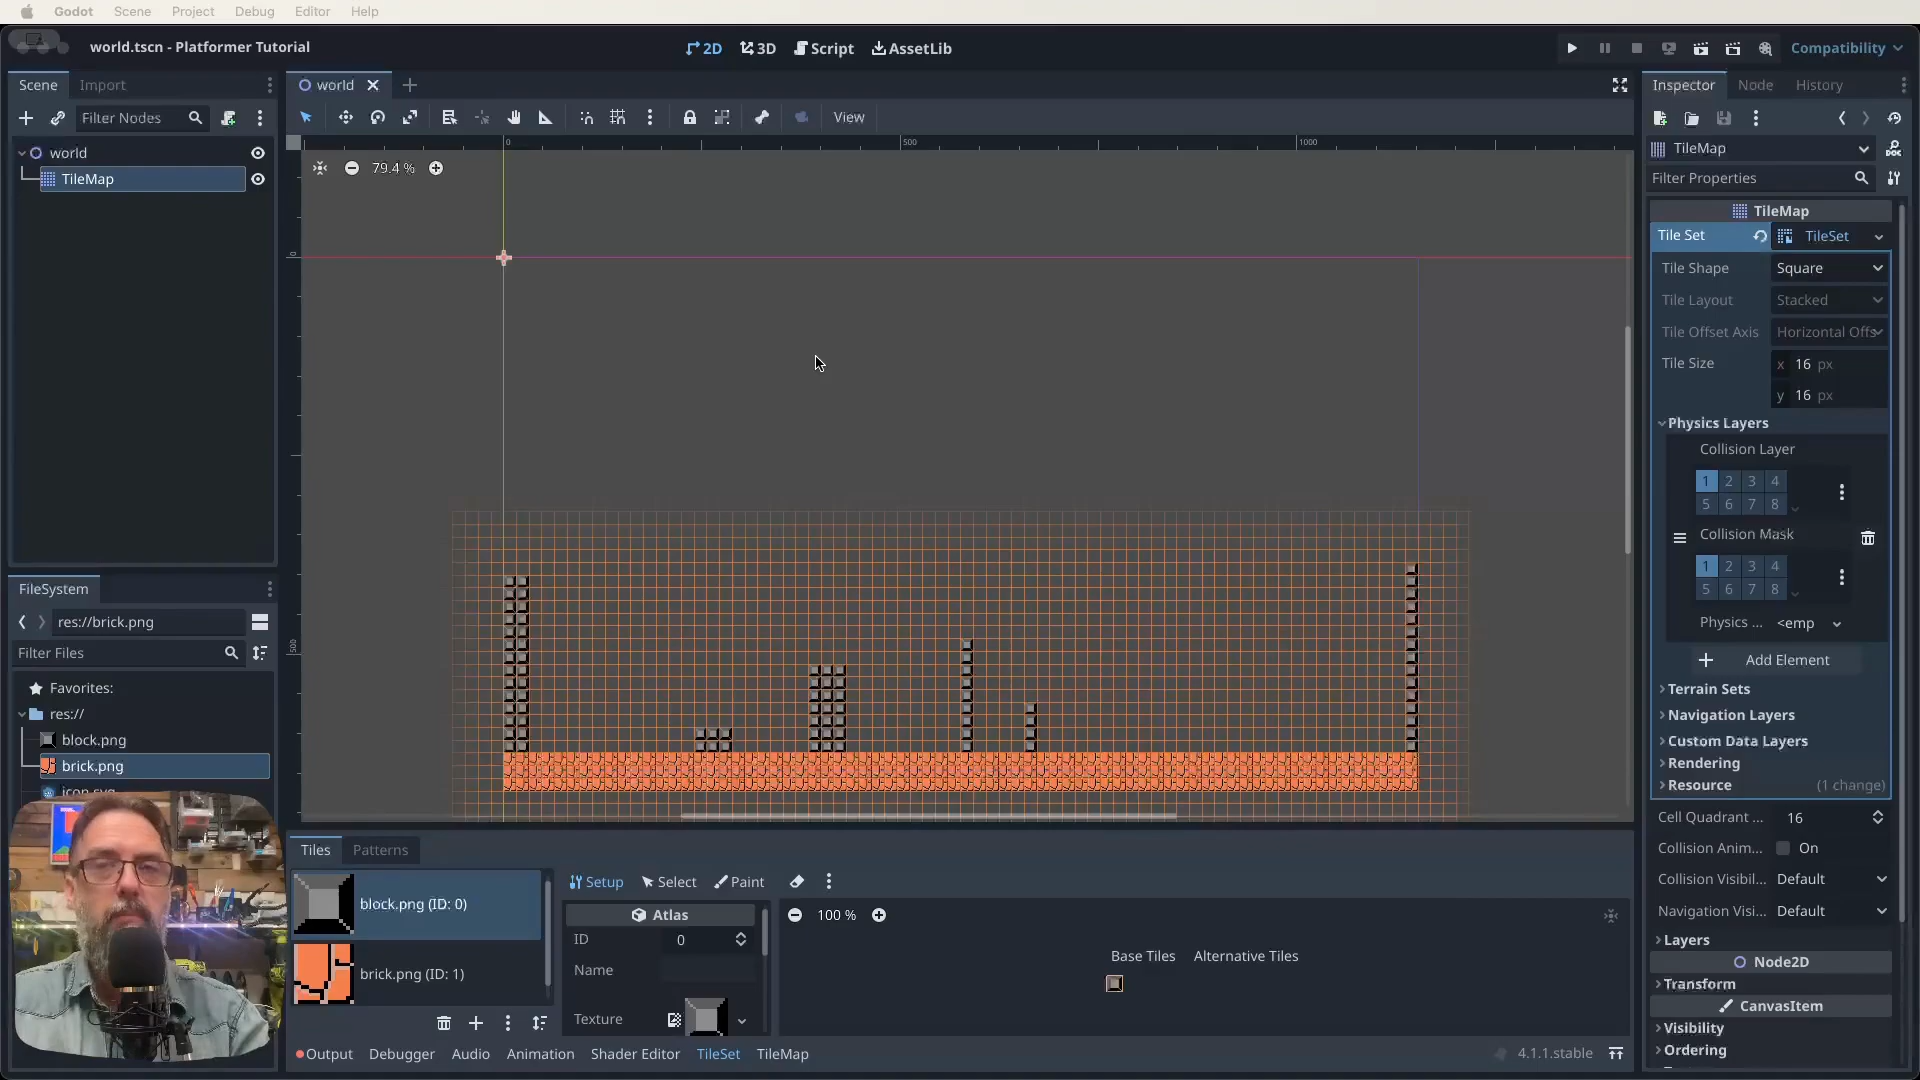 Godot Scene Project Debug Editor Help
world.tscn - Platformer Tutorial
2D 3D Script AssetLib
Compatibility
Scene Import
Filter Nodes
world
TileMap
FileSystem
res://brick.png
Filter Files
Favorites:
res://
block.png
brick.png
icon.svg
world
View
0 500 1000
0
500
79.4 %
Tiles Patterns
block.png (ID: 0)
brick.png (ID: 1)
Setup Select Paint
Atlas
ID 0
Name
Texture
100 %
Base Tiles Alternative Tiles
Output Debugger Audio Animation Shader Editor TileSet TileMap
4.1.1.stable
Inspector Node History
TileMap
Filter Properties
TileMap
Tile Set TileSet
Tile Shape Square
Tile Layout Stacked
Tile Offset Axis Horizontal Offs
Tile Size x 16 px
y 16 px
Physics Layers
Collision Layer
1 2 3 4
5 6 7 8
Collision Mask
1 2 3 4
5 6 7 8
Physics ... <emp
Add Element
Terrain Sets
Navigation Layers
Custom Data Layers
Rendering
Resource (1 change)
Cell Quadrant ... 16
Collision Anim... On
Collision Visibil... Default
Navigation Visi... Default
Layers
Node2D
Transform
CanvasItem
Visibility
Ordering